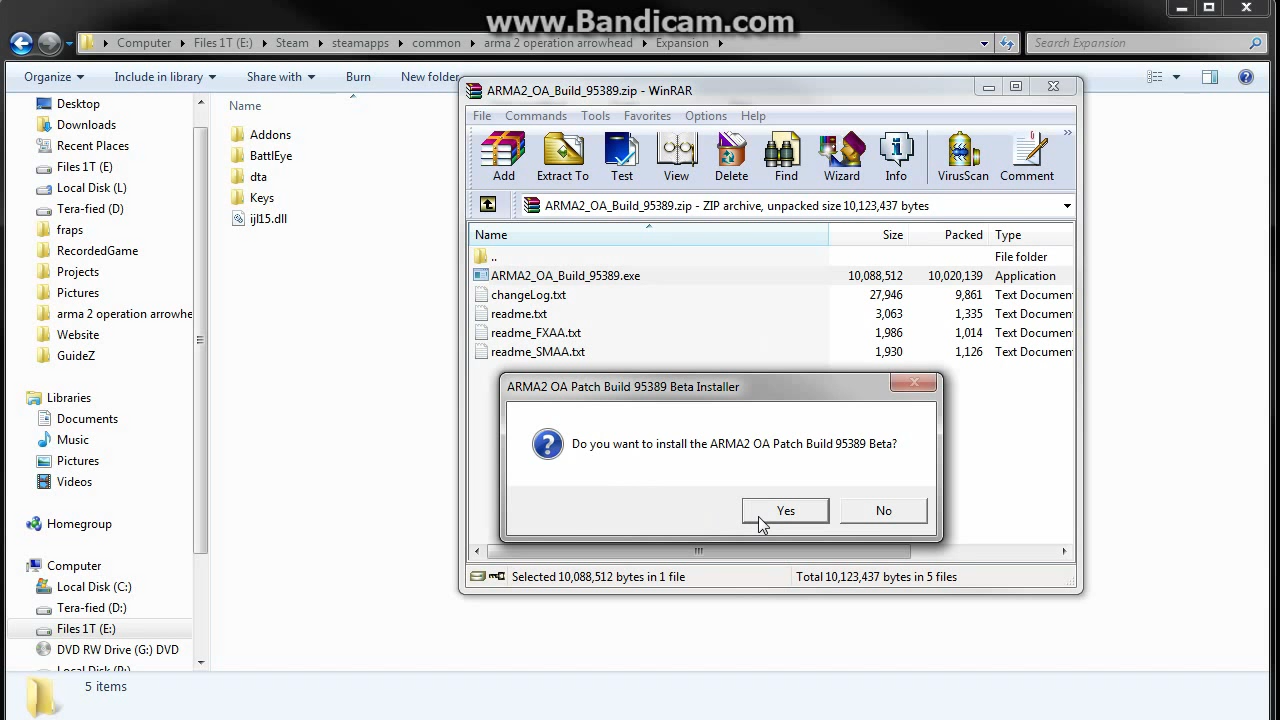 www.Bandicam.com
Computer Files 1T (E:) Steam steamapps common arma 2 operation arrowhead Expansion
Search Expansion
Organize Include in library Share with Burn New folder
Desktop
Downloads
Recent Places
Files 1T (E)
Local Disk (L)
Tera-fied (D)
fraps
RecordedGame
Projects
Pictures
arma 2 operation arrowhe
Website
GuideZ
Libraries
Documents
Music
Pictures
Videos
Homegroup
Computer
Local Disk (C:)
Tera-fied (D:)
Files 1T (E:)
DVD RW Drive (G:) DVD
Local Disk (P:)
5 items
Name
Addons
BattlEye
dta
Keys
ijl15.dll
ARMA2_OA_Build_95389.zip - WinRAR
File Commands Tools Favorites Options Help
Add Extract To Test View Delete Find Wizard Info VirusScan Comment
ARMA2_OA_Build_95389.zip - ZIP archive, unpacked size 10,123,437 bytes
Name Size Packed Type
.. File folder
ARMA2_OA_Build_95389.exe 10,088,512 10,020,139 Application
changeLog.txt 27,946 9,861 Text Documen
readme.txt 3,063 1,335 Text Documen
readme_FXAA.txt 1,986 1,014 Text Documen
readme_SMAA.txt 1,930 1,126 Text Documen
ARMA2 OA Patch Build 95389 Beta Installer
Do you want to install the ARMA2 OA Patch Build 95389 Beta?
Yes No
Selected 10,088,512 bytes in 1 file Total 10,123,437 bytes in 5 files